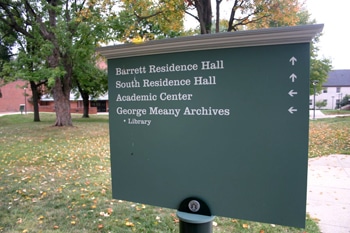 Barrett Residence Hall ↑
South Residence Hall ↑
Academic Center ←
George Meany Archives ←
• Library